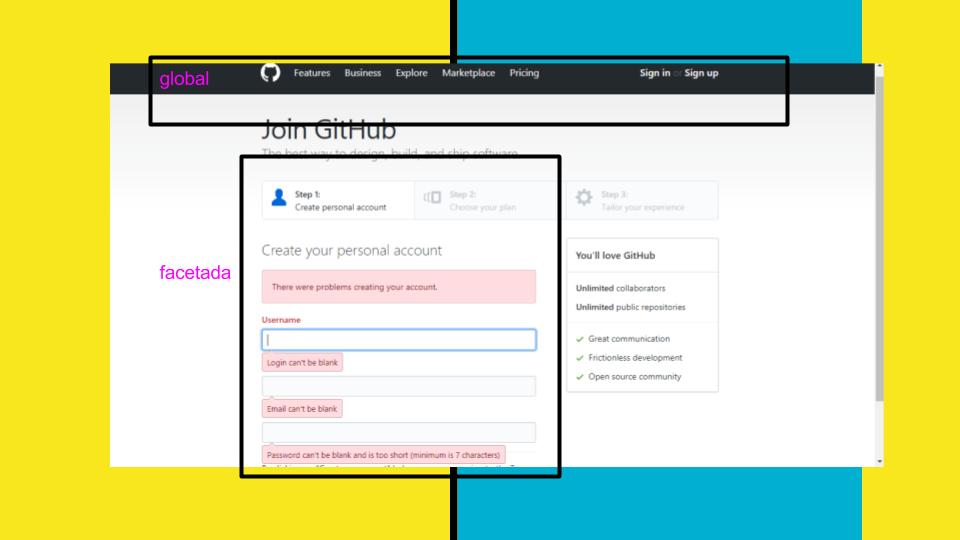 global
Features Business Explore Marketplace Pricing Sign in or Sign up
Join GitHub
The best way to design, build, and ship software.
Step 1:
Create personal account
Step 2:
Choose your plan
Step 3:
Tailor your experience
Create your personal account
facetada
There were problems creating your account.
Username
Login can't be blank
Email can't be blank
Password can't be blank and is too short (minimum is 7 characters)
You'll love GitHub
Unlimited collaborators
Unlimited public repositories
Great communication
Frictionless development
Open source community